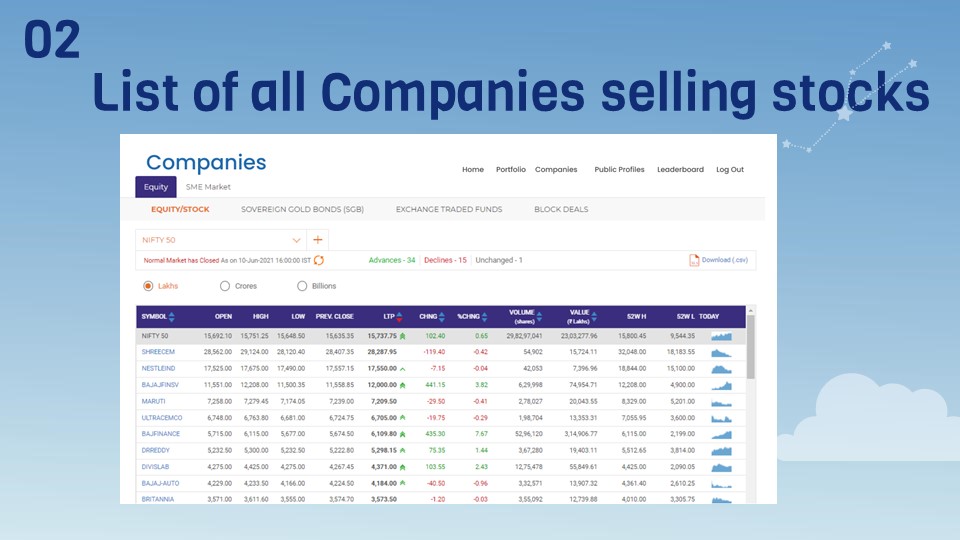 02
List of all Companies selling stocks
Companies
Home Portfolio Companies Public Profiles Leaderboard Log Out
Equity SME Market
EQUITY/STOCK SOVEREIGN GOLD BONDS (SGB) EXCHANGE TRADED FUNDS BLOCK DEALS
NIFTY 50
Normal Market has Closed As on 10-Jun-2021 16:00:00 IST Advances - 34 Declines - 15 Unchanged - 1 Download (.csv)
Lakhs Crores Billions
SYMBOL OPEN HIGH LOW PREV. CLOSE LTP CHNG %CHNG VOLUME (shares) VALUE (₹ Lakhs) 52W H 52W L TODAY
NIFTY 50 15,692.10 15,751.25 15,648.50 15,635.35 15,737.75 102.40 0.65 29,82,97,041 23,03,277.96 15,800.45 9,544.35
SHREECEM 28,562.00 29,124.00 28,120.40 28,407.35 28,287.95 -119.40 -0.42 54,902 15,724.11 32,048.00 18,183.55
NESTLEIND 17,525.00 17,675.00 17,490.00 17,557.15 17,550.00 -7.15 -0.04 42,053 7,396.96 18,844.00 15,100.00
BAJAJFINSV 11,551.00 12,208.00 11,500.35 11,558.85 12,000.00 441.15 3.82 6,29,998 74,954.71 12,208.00 4,900.00
MARUTI 7,258.00 7,279.45 7,174.05 7,239.00 7,209.50 -29.50 -0.41 2,78,027 20,043.55 8,329.00 5,201.00
ULTRACEMCO 6,748.00 6,763.80 6,681.00 6,724.75 6,705.00 -19.75 -0.29 1,98,704 13,353.31 7,055.95 3,600.00
BAJFINANCE 5,715.00 6,115.00 5,677.00 5,674.50 6,109.80 435.30 7.67 52,96,120 3,14,906.77 6,115.00 2,199.00
DRREDDY 5,232.50 5,300.00 5,232.50 5,222.80 5,298.15 75.35 1.44 3,67,280 19,403.11 5,512.65 3,814.00
DIVISLAB 4,275.00 4,425.00 4,275.00 4,267.45 4,371.00 103.55 2.43 12,75,478 55,849.61 4,425.00 2,090.05
BAJAJ-AUTO 4,229.00 4,233.50 4,166.00 4,224.50 4,184.00 -40.50 -0.96 3,32,571 13,907.32 4,361.40 2,610.25
BRITANNIA 3,571.00 3,611.60 3,555.00 3,574.70 3,573.50 -1.20 -0.03 3,55,092 12,739.88 4,010.00 3,305.75